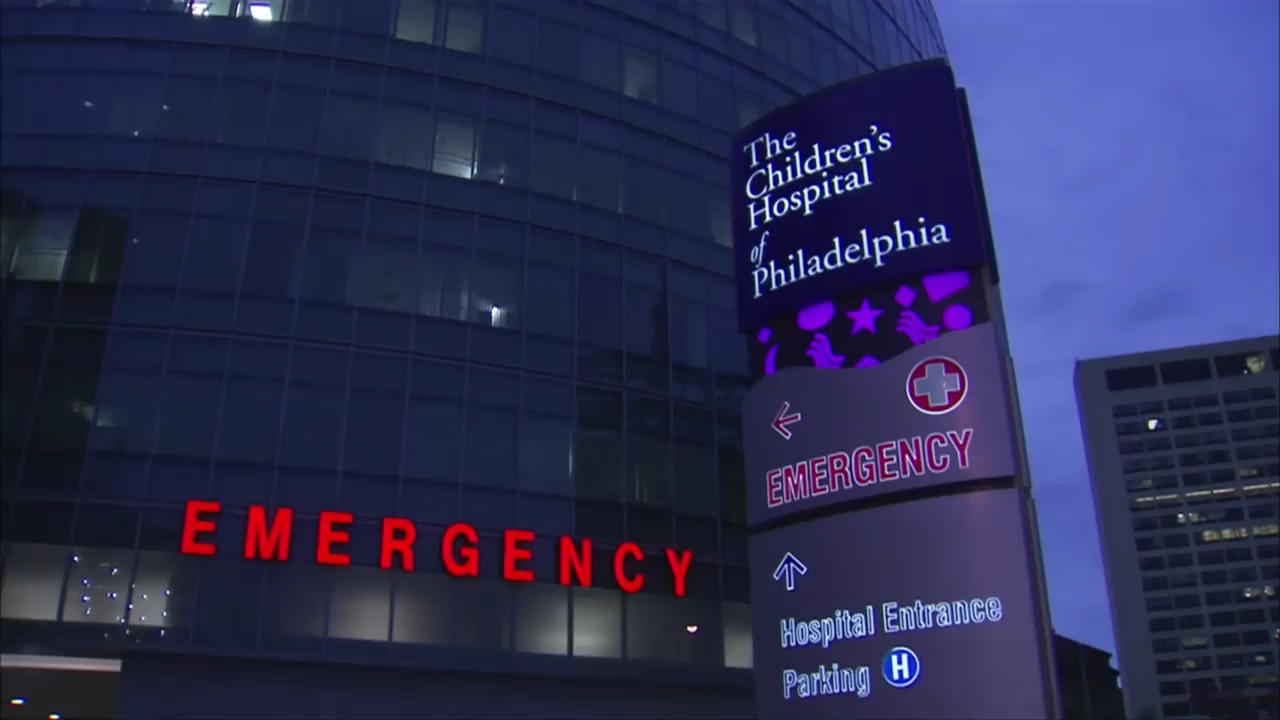 The
Children's
Hospital
of
Philadelphia
EMERGENCY
EMERGENCY
Hospital Entrance
Parking H